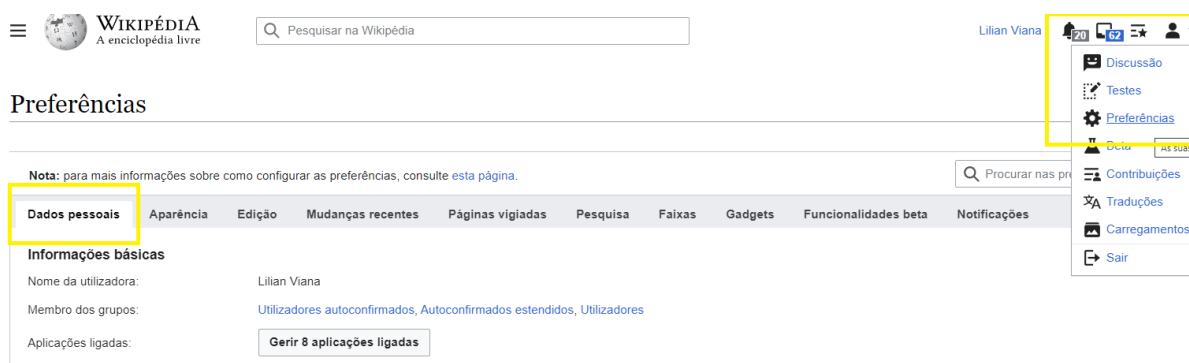 WIKIPÉDIA
A enciclopédia livre
Pesquisar na Wikipédia
Lilian Viana
20
62
Discussão
Testes
Preferências
Beta
As suas
Contribuições
Traduções
Carregamentos
Sair
Preferências
Nota: para mais informações sobre como configurar as preferências, consulte esta página.
Procurar nas pre
Dados pessoais Aparência Edição Mudanças recentes Páginas vigiadas Pesquisa Faixas Gadgets Funcionalidades beta Notificações
Informações básicas
Nome da utilizadora: Lilian Viana
Membro dos grupos: Utilizadores autoconfirmados, Autoconfirmados estendidos, Utilizadores
Aplicações ligadas: Gerir 8 aplicações ligadas